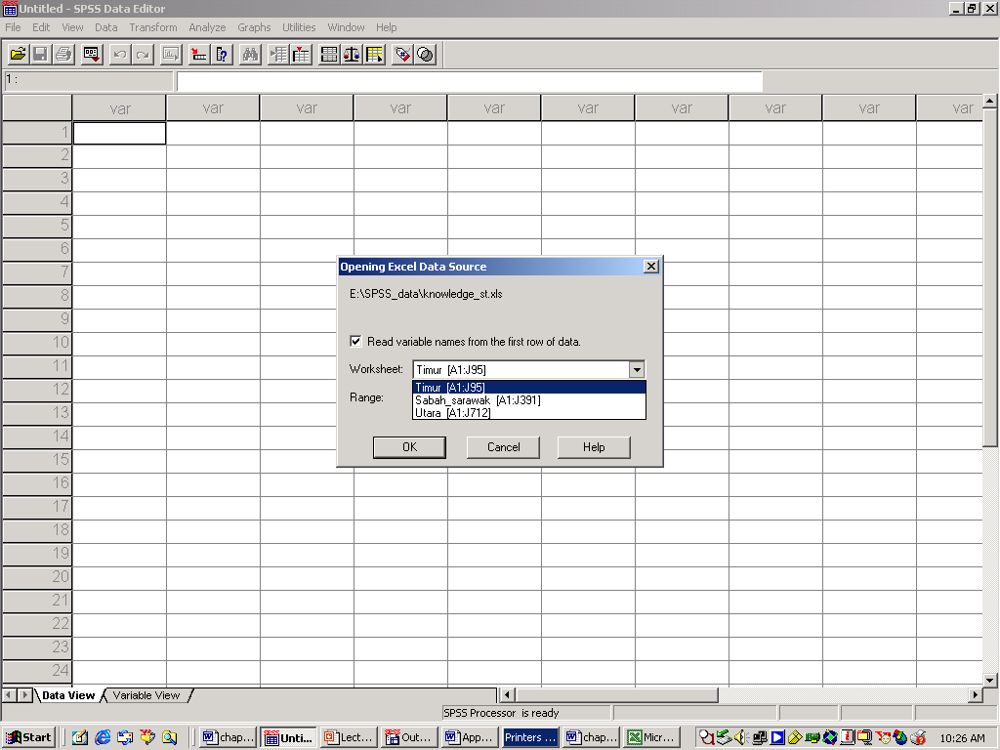 Untitled - SPSS Data Editor
File Edit View Data Transform Analyze Graphs Utilities Window Help
1 :
var var var var var var var var var var
1
2
3
4
5
6
7
8
9
10
11
12
13
14
15
16
17
18
19
20
21
22
23
24
Opening Excel Data Source
E:\SPSS_data\knowledge_st.xls
Read variable names from the first row of data.
Worksheet: Timur [A1:J95]
Timur [A1:J95]
Range: Sabah_sarawak [A1:J391]
Utara [A1:J712]
OK Cancel Help
Data View Variable View
SPSS Processor is ready
Start chap... Unti... Lect... Out... App... Printers ... chap... Micr... 10:26 AM